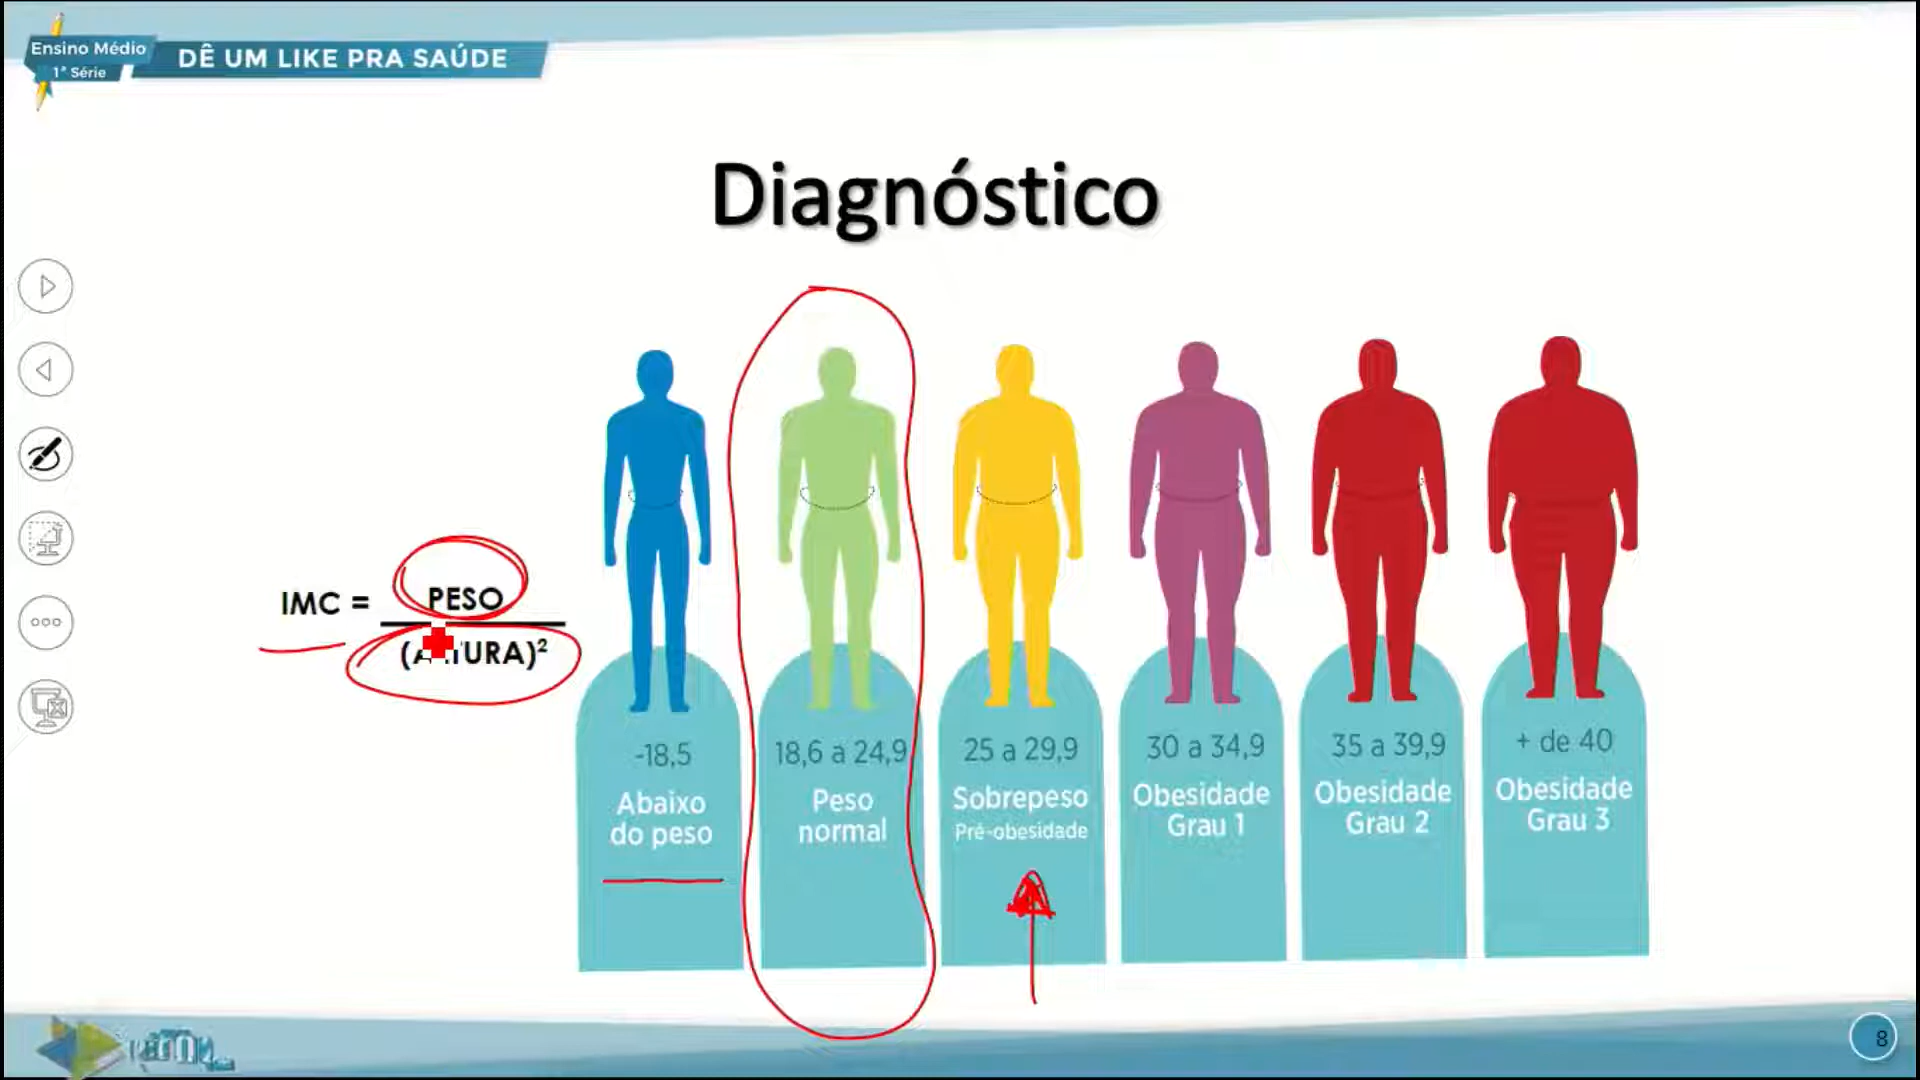 Ensino Médio
1ª Série
DÊ UM LIKE PRA SAÚDE
Diagnóstico
IMC =
PESO
URA)²
-18,5
Abaixo
do peso
18,6 a 24,9
Peso
normal
25 a 29,9
Sobrepeso
Pré-obesidade
30 a 34,9
Obesidade
Grau 1
35 a 39,9
Obesidade
Grau 2
+ de 40
Obesidade
Grau 3
8